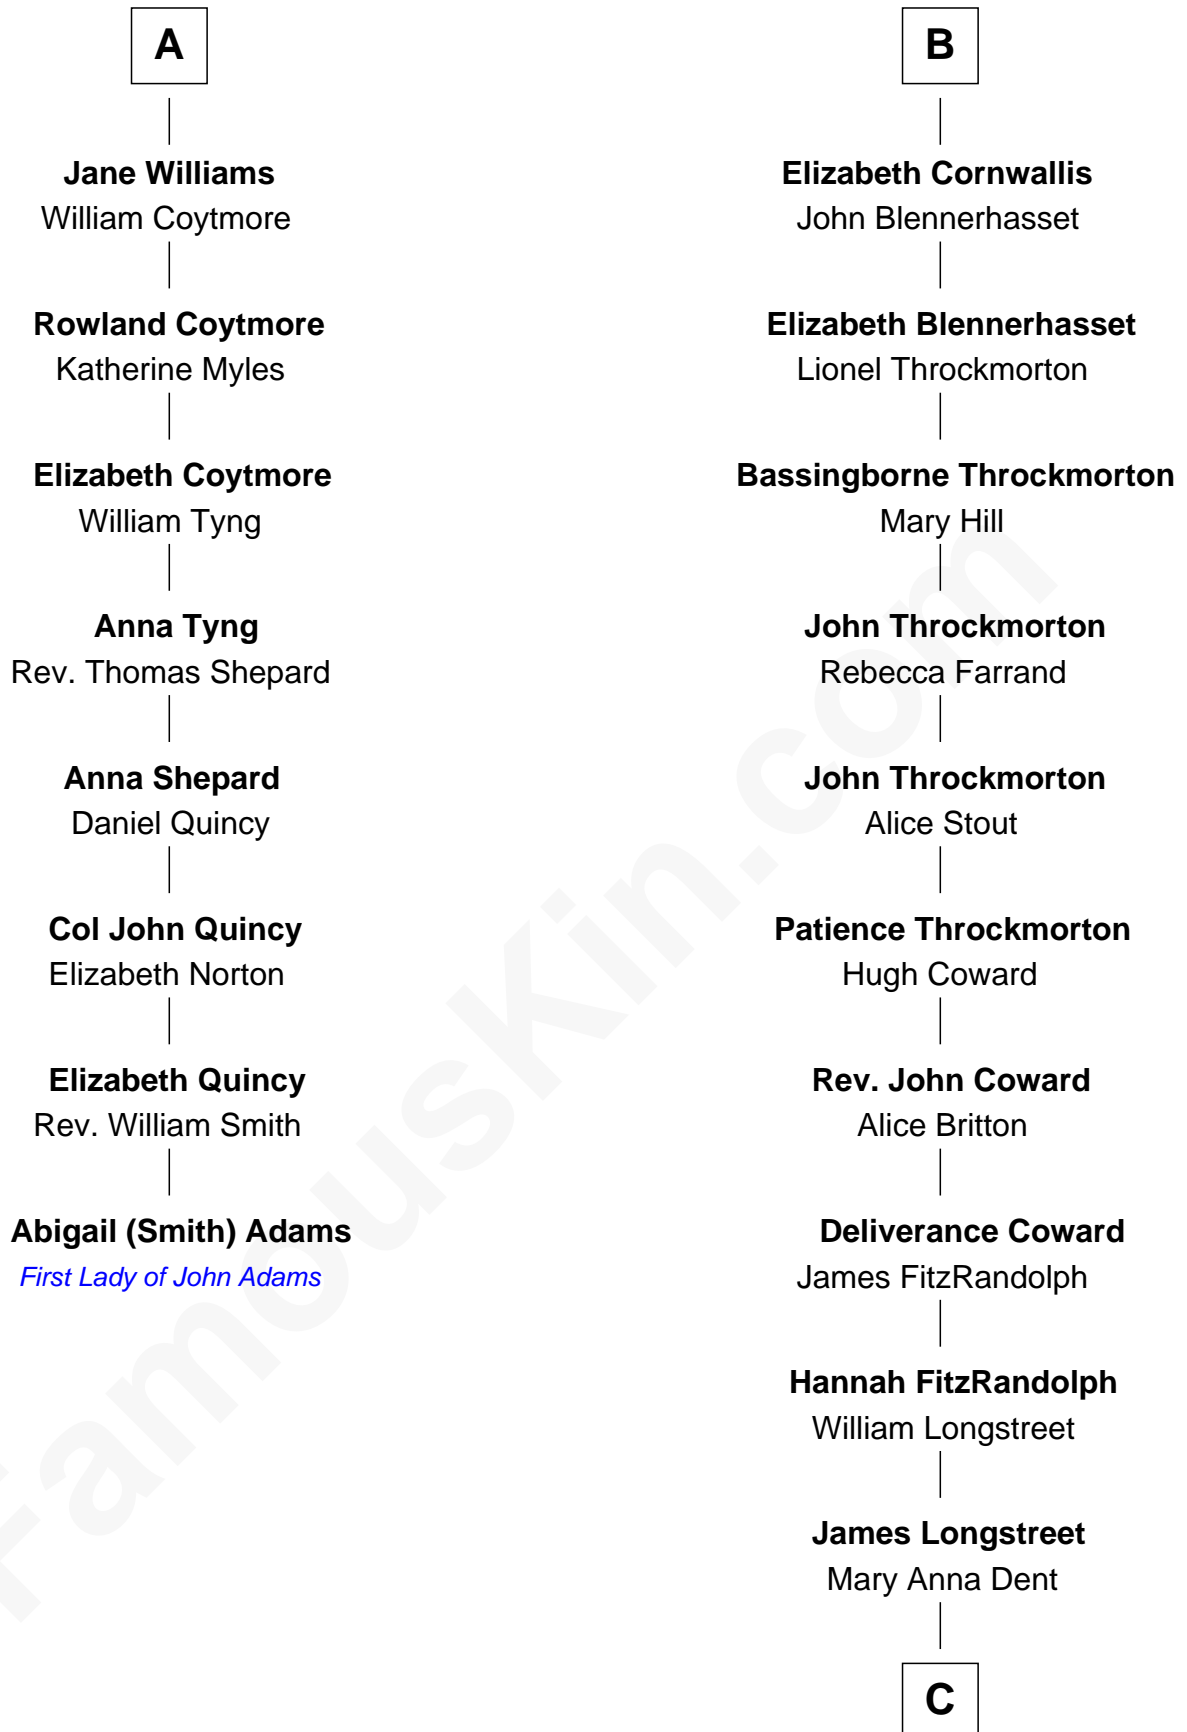 A
Jane Williams
William Coytmore
Rowland Coytmore
Katherine Myles
Elizabeth Coytmore
William Tyng
Anna Tyng
Rev. Thomas Shepard
Anna Shepard
Daniel Quincy
Col John Quincy
Elizabeth Norton
Elizabeth Quincy
Rev. William Smith
Abigail (Smith) Adams
First Lady of John Adams
B
Elizabeth Cornwallis
John Blennerhasset
Elizabeth Blennerhasset
Lionel Throckmorton
Bassingborne Throckmorton
Mary Hill
John Throckmorton
Rebecca Farrand
John Throckmorton
Alice Stout
Patience Throckmorton
Hugh Coward
Rev. John Coward
Alice Britton
Deliverance Coward
James FitzRandolph
Hannah FitzRandolph
William Longstreet
James Longstreet
Mary Anna Dent
C
FamousKin.com